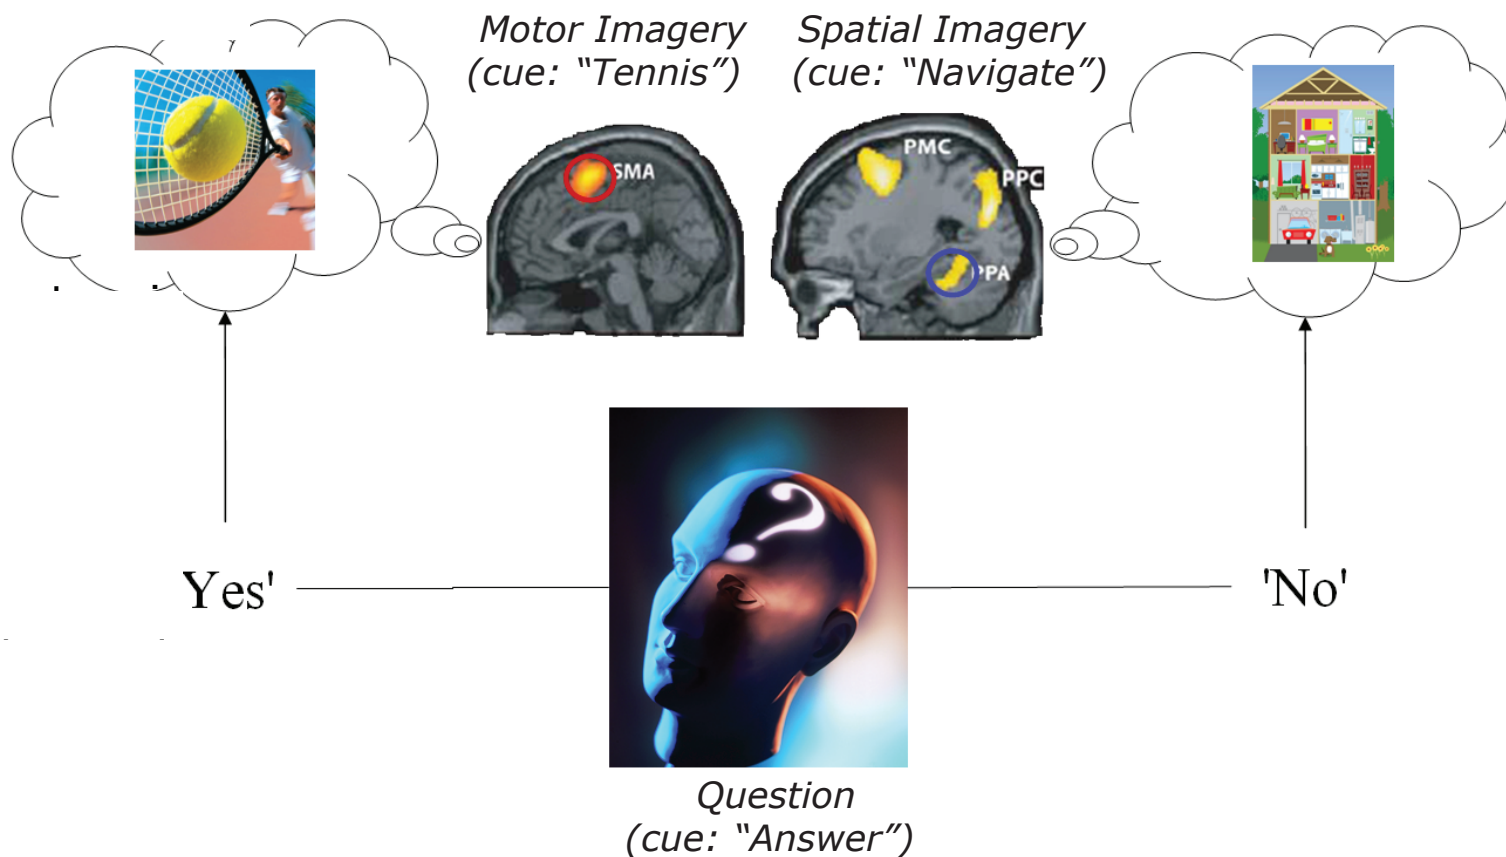 Motor Imagery
(cue: “Tennis”)
Spatial Imagery
(cue: “Navigate”)
SMA
PMC
PPC
PPA
Yes'
'No'
?
Question
(cue: “Answer”)